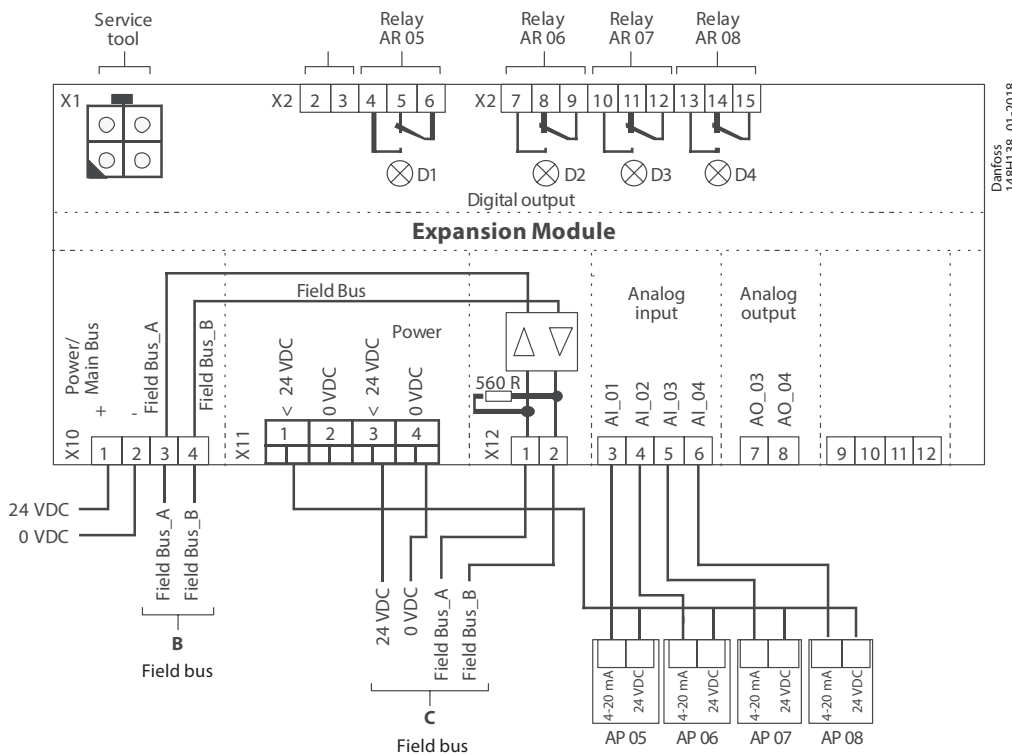 Service
tool
Relay
AR 05
Relay
AR 06
Relay
AR 07
Relay
AR 08
X1
X2 2 3 4 5 6
X2 7 8 9 10 11 12 13 14 15
D1
D2
D3
D4
Digital output
Danfoss
148H138_01-2018
Expansion Module
Power/
Main Bus
+
-
Field Bus_A
Field Bus_B
Field Bus
Power
< 24 VDC
0 VDC
< 24 VDC
0 VDC
560 R
Analog
input
AI_01
AI_02
AI_03
AI_04
Analog
output
AO_03
AO_04
X10 1 2 3 4
X11 1 2 3 4
X12 1 2
3 4 5 6
7 8
9 10 11 12
24 VDC
0 VDC
Field Bus_A
Field Bus_B
B
Field bus
24 VDC
0 VDC
Field Bus_A
Field Bus_B
C
Field bus
4-20 mA
24 VDC
AP 05
4-20 mA
24 VDC
AP 06
4-20 mA
24 VDC
AP 07
4-20 mA
24 VDC
AP 08